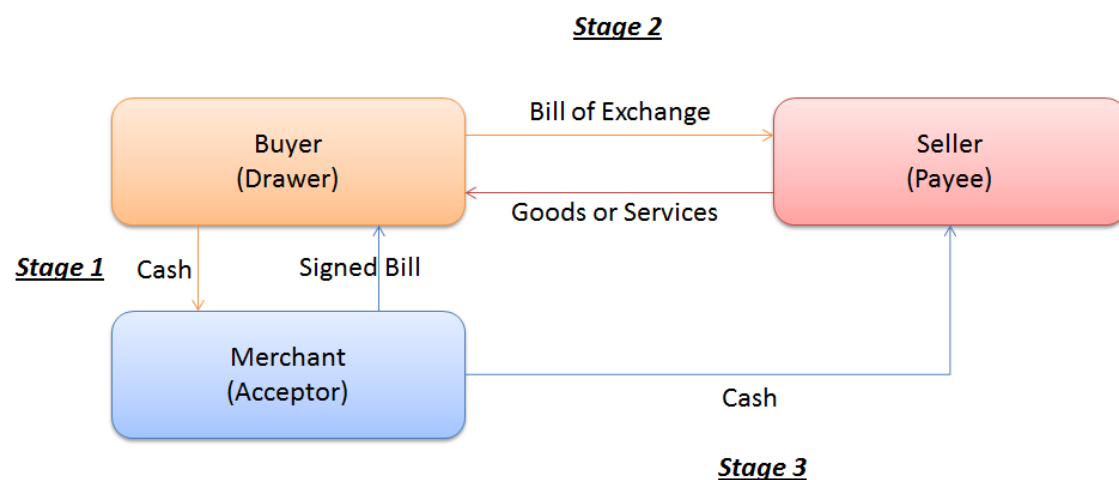 Stage 2
Bill of Exchange
Buyer
(Drawer)
Seller
(Payee)
Goods or Services
Stage 1
Cash
Signed Bill
Merchant
(Acceptor)
Cash
Stage 3